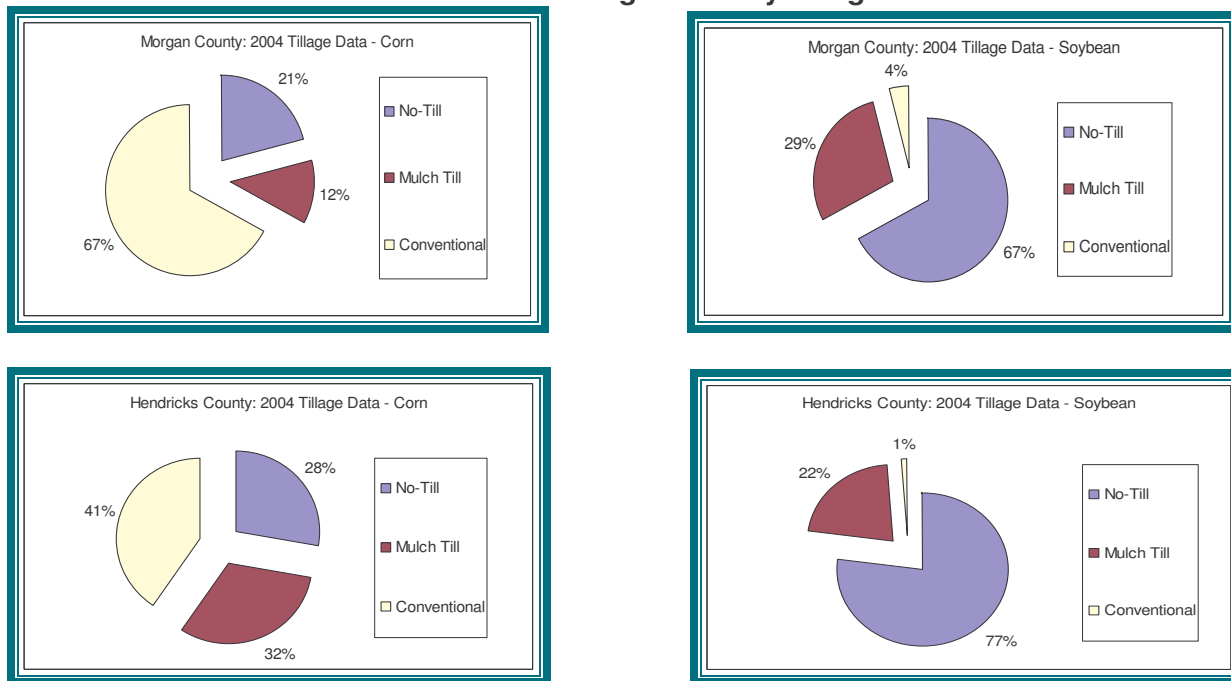 Morgan County: 2004 Tillage Data - Corn
21%
12%
67%
No-Till
Mulch Till
Conventional
Morgan County: 2004 Tillage Data - Soybean
4%
29%
67%
No-Till
Mulch Till
Conventional
Hendricks County: 2004 Tillage Data - Corn
28%
41%
32%
No-Till
Mulch Till
Conventional
Hendricks County: 2004 Tillage Data - Soybean
1%
22%
77%
No-Till
Mulch Till
Conventional